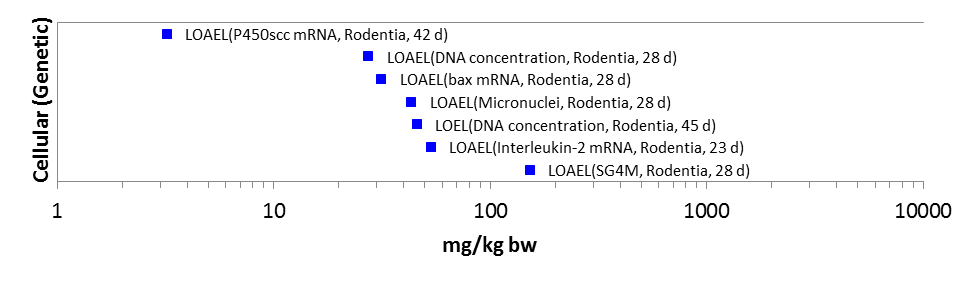 Cellular (Genetic)
LOAEL(P450scc mRNA, Rodentia, 42 d)
LOAEL(DNA concentration, Rodentia, 28 d)
LOAEL(bax mRNA, Rodentia, 28 d)
LOAEL(Micronuclei, Rodentia, 28 d)
LOEL(DNA concentration, Rodentia, 45 d)
LOAEL(Interleukin-2 mRNA, Rodentia, 23 d)
LOAEL(SG4M, Rodentia, 28 d)
1 10 100 1000 10000
mg/kg bw